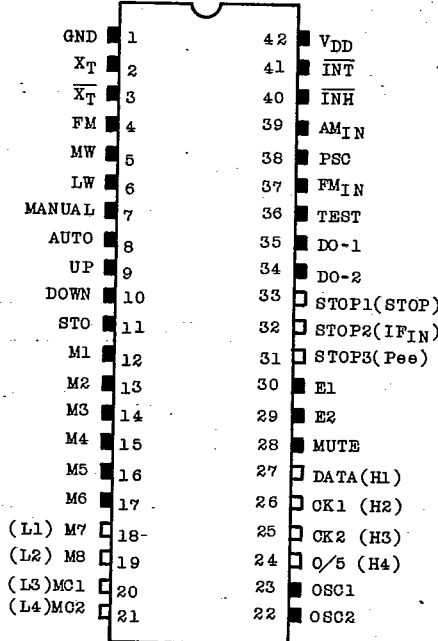 GND 1 42 VDD
XT 2 41 I̅N̅T̅
X̅T̅ 3 40 I̅N̅H̅
FM 4 39 AMIN
MW 5 38 PSC
LW 6 37 FMIN
MANUAL 7 36 TEST
AUTO 8 35 DO-1
UP 9 34 DO-2
DOWN 10 33 STOP1(STOP)
STO 11 32 STOP2(IFIN)
M1 12 31 STOP3(Pee)
M2 13 30 E1
M3 14 29 E2
M4 15 28 MUTE
M5 16 27 DATA(H1)
M6 17 26 CK1 (H2)
(L1) M7 18 25 CK2 (H3)
(L2) M8 19 24 0/5 (H4)
(L3)MC1 20 23 OSC1
(L4)MC2 21 22 OSC2